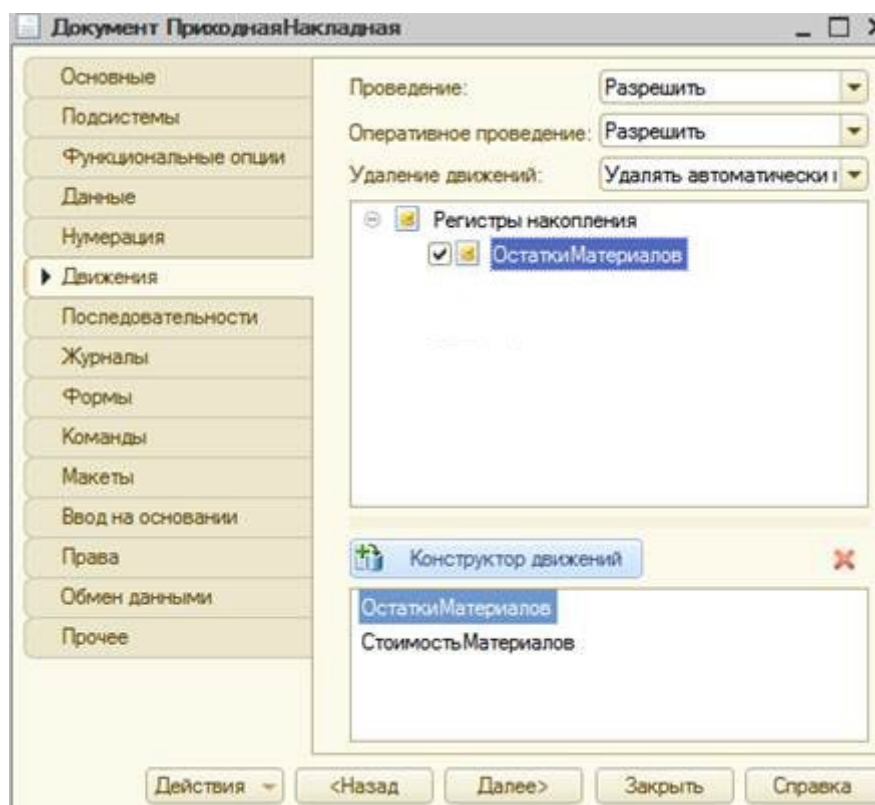 Документ ПриходнаяНакладная
Основные
Подсистемы
Функциональные опции
Данные
Нумерация
Движения
Последовательности
Журналы
Формы
Команды
Макеты
Ввод на основании
Права
Обмен данными
Прочее
Проведение: Разрешить
Оперативное проведение: Разрешить
Удаление движений: Удалять автоматически
Регистры накопления
ОстаткиМатериалов
Конструктор движений
ОстаткиМатериалов
СтоимостьМатериалов
Действия <Назад Далее> Закрыть Справка